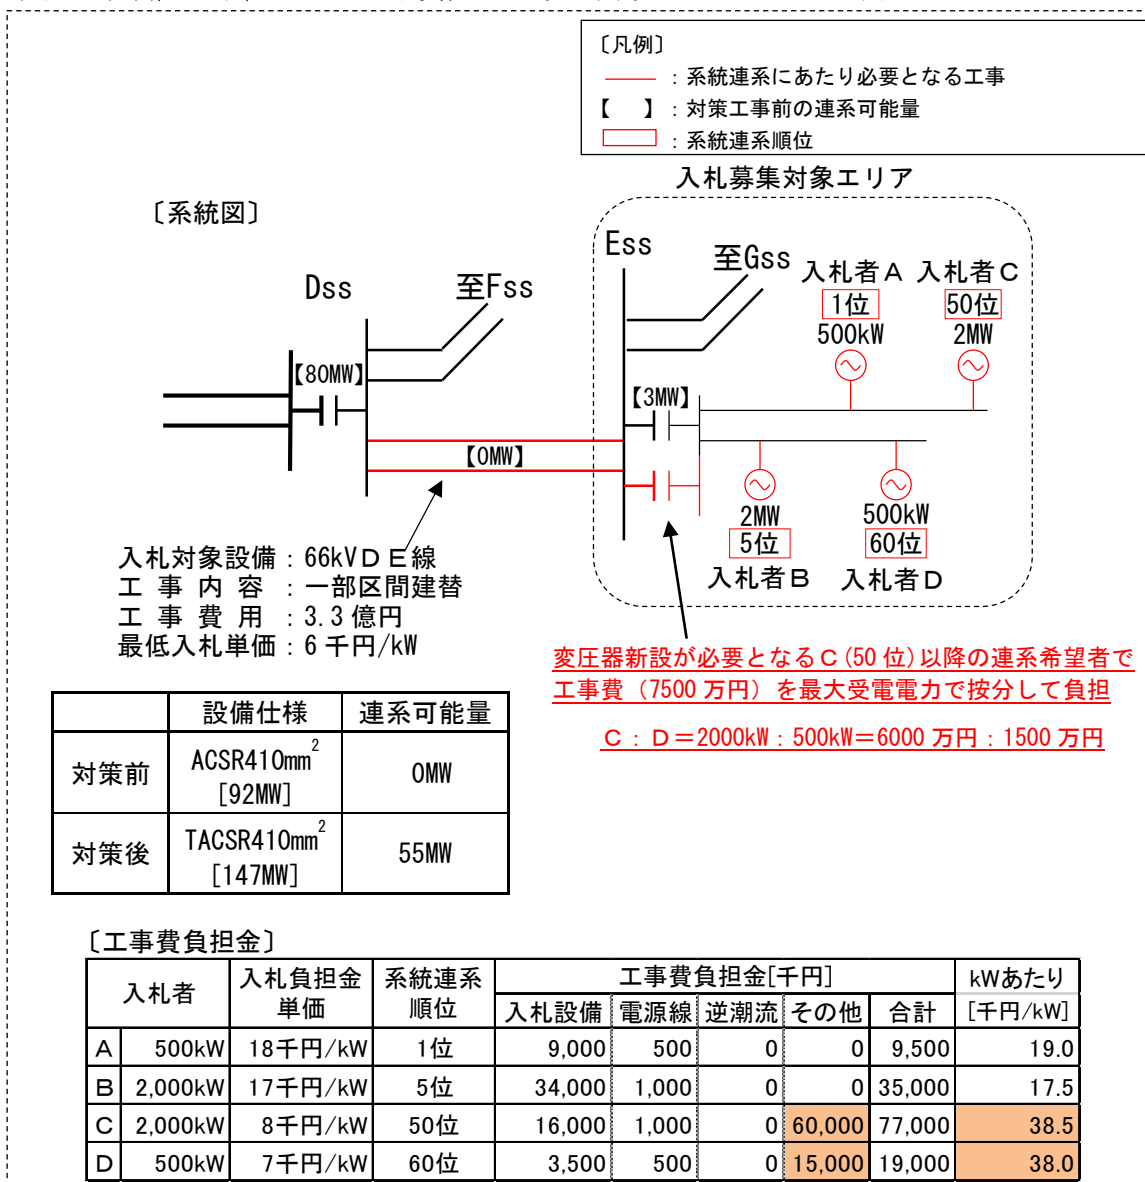 〔凡例〕
：系統連系にあたり必要となる工事
【　】：対策工事前の連系可能量
：系統連系順位
入札募集対象エリア
〔系統図〕
Ess
至Gss
入札者A 入札者C
Dss
至Fss
1位 50位
500kW 2MW
【80MW】
【3MW】
【0MW】
2MW 500kW
5位 60位
入札者B 入札者D
入札対象設備：66kVDE線
工事内容：一部区間建替
工事費用：3.3億円
最低入札単価：6千円/kW
変圧器新設が必要となるC(50位)以降の連系希望者で
工事費（7500万円）を最大受電電力で按分して負担
C：D＝2000kW：500kW＝6000万円：1500万円
設備仕様 連系可能量
対策前 ACSR410mm² [92MW] 0MW
対策後 TACSR410mm² [147MW] 55MW
〔工事費負担金〕
入札者 入札負担金単価 系統連系順位 工事費負担金[千円] kWあたり
入札設備 電源線 逆潮流 その他 合計 [千円/kW]
A 500kW 18千円/kW 1位 9,000 500 0 0 9,500 19.0
B 2,000kW 17千円/kW 5位 34,000 1,000 0 0 35,000 17.5
C 2,000kW 8千円/kW 50位 16,000 1,000 0 60,000 77,000 38.5
D 500kW 7千円/kW 60位 3,500 500 0 15,000 19,000 38.0